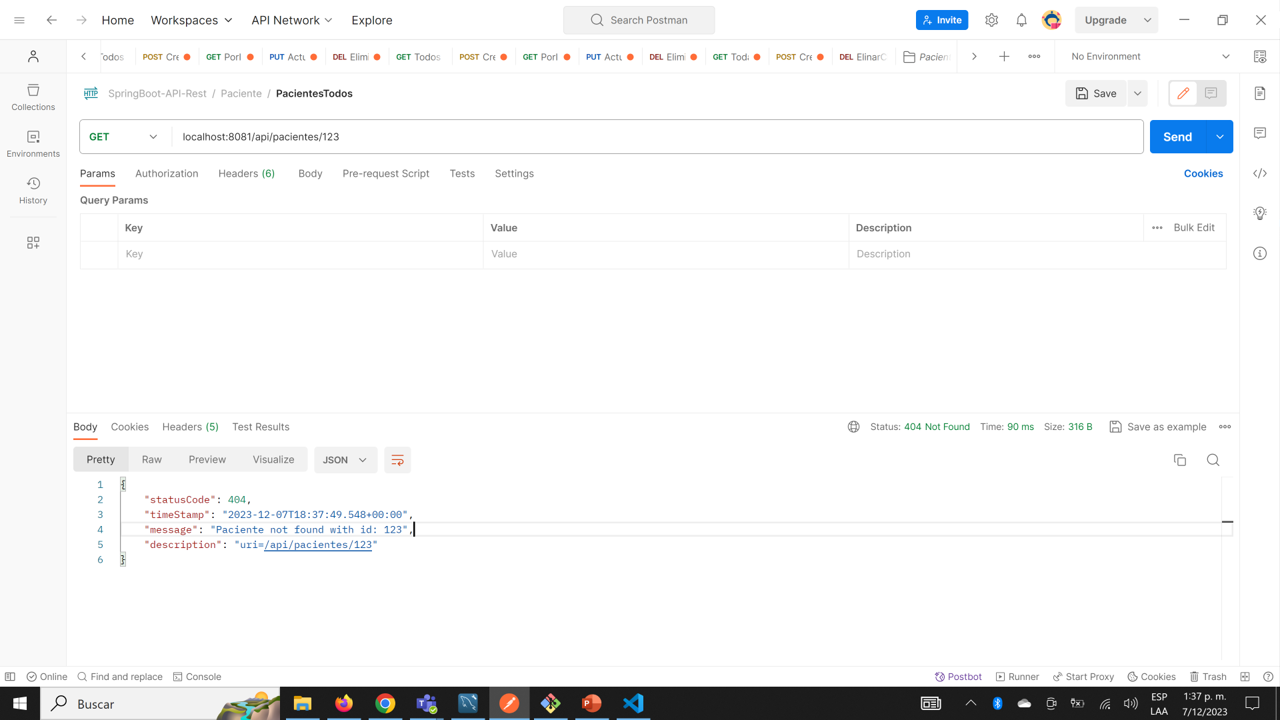 Home Workspaces API Network Explore Search Postman Invite Upgrade
Todos POST Cre GET Porl PUT Actu DEL Elimi GET Todos POST Cre GET Porl PUT Actu DEL Elimi GET Toda POST Cre DEL ElinarC Pacient No Environment
SpringBoot-API-Rest / Paciente / PacientesTodos Save
GET localhost:8081/api/pacientes/123 Send
Params Authorization Headers (6) Body Pre-request Script Tests Settings Cookies
Query Params
Key Value Description Bulk Edit
Key Value Description
Collections
Environments
History
Body Cookies Headers (5) Test Results Status: 404 Not Found Time: 90 ms Size: 316 B Save as example
Pretty Raw Preview Visualize JSON
1 {
2 "statusCode": 404,
3 "timeStamp": "2023-12-07T18:37:49.548+00:00",
4 "message": "Paciente not found with id: 123",
5 "description": "uri=/api/pacientes/123"
6 }
Online Find and replace Console Postbot Runner Start Proxy Cookies Trash
Buscar ESP LAA 1:37 p. m. 7/12/2023